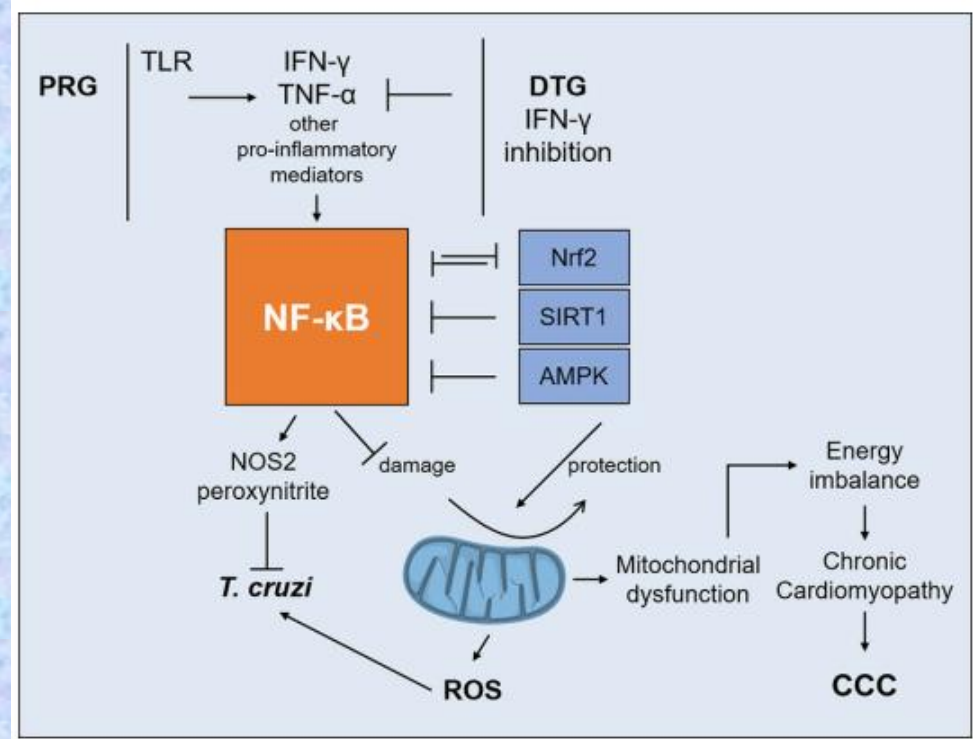 PRG
TLR
IFN-γ
TNF-α
other
pro-inflammatory
mediators
DTG
IFN-γ
inhibition
NF-κB
Nrf2
SIRT1
AMPK
NOS2
peroxynitrite
damage
protection
T. cruzi
ROS
Mitochondrial
dysfunction
Energy
imbalance
Chronic
Cardiomyopathy
CCC